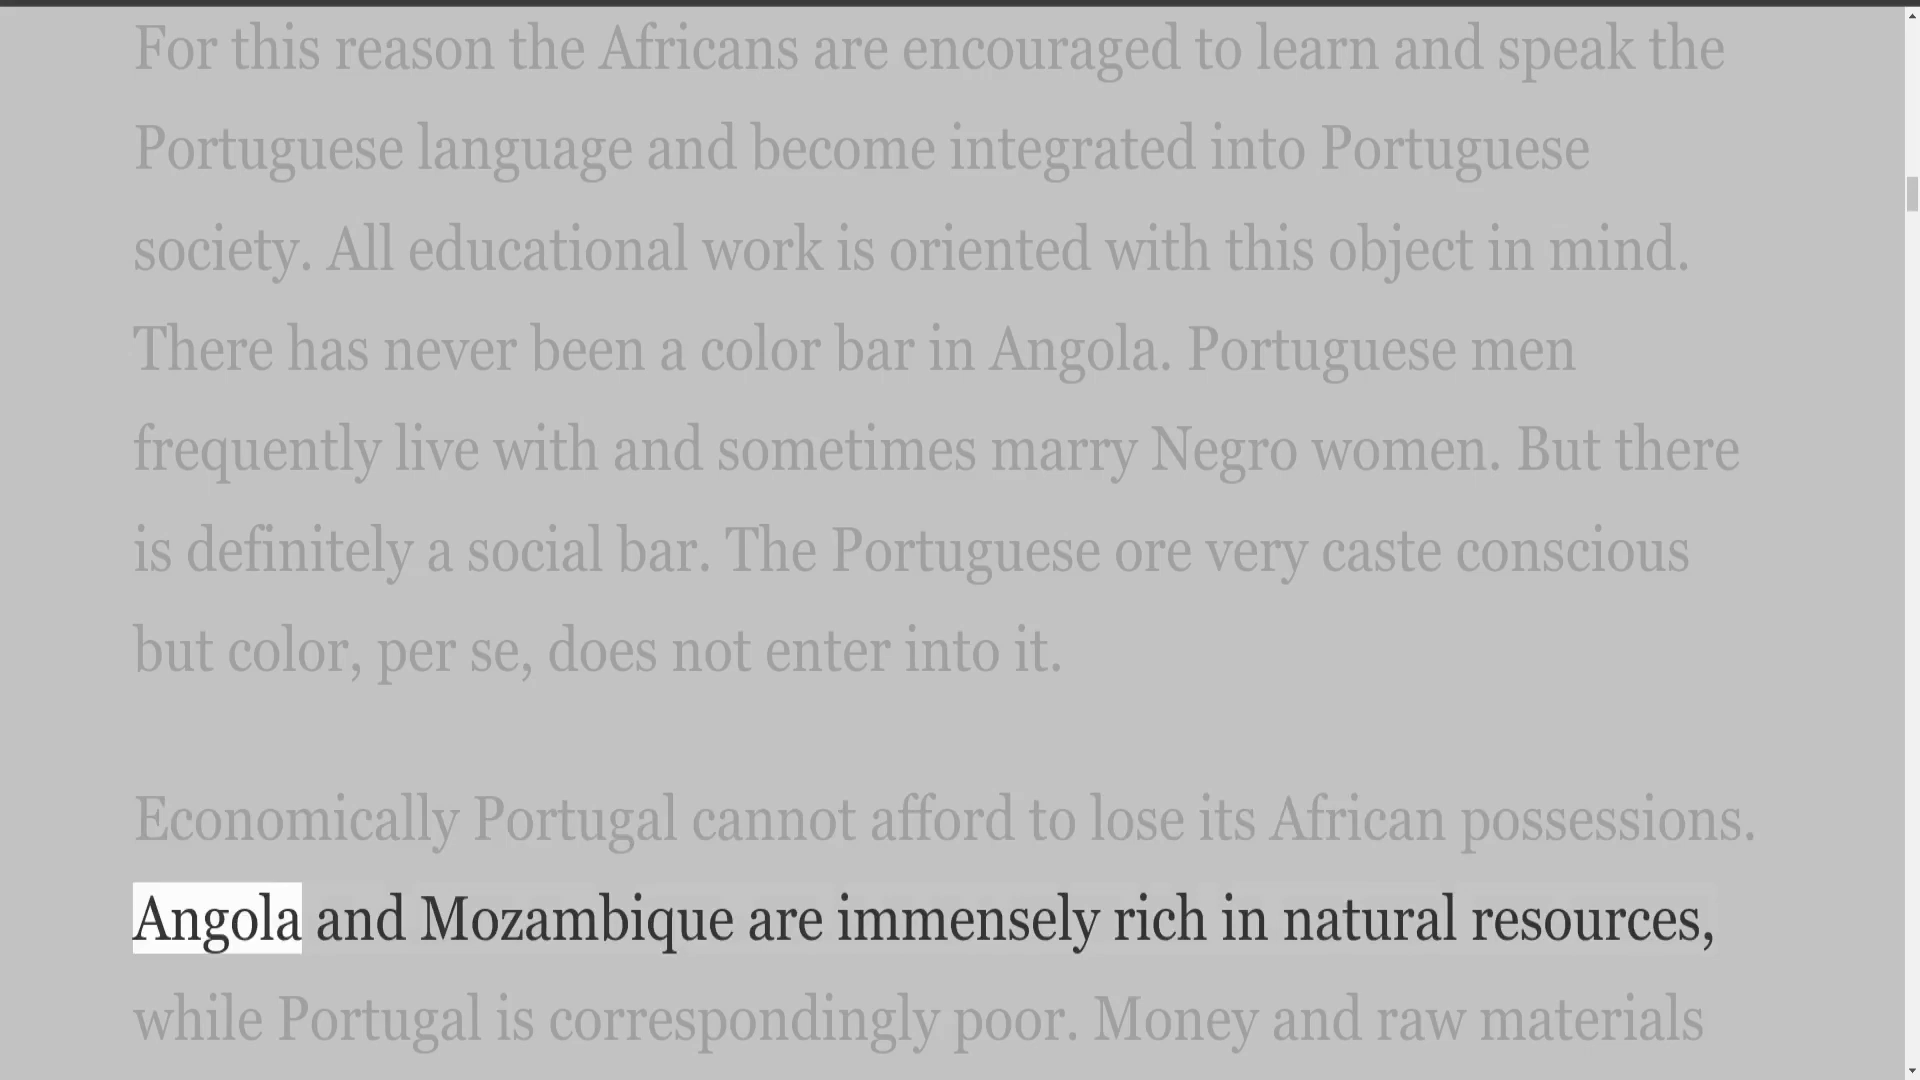 For this reason the Africans are encouraged to learn and speak the
Portuguese language and become integrated into Portuguese
society. All educational work is oriented with this object in mind.
There has never been a color bar in Angola. Portuguese men
frequently live with and sometimes marry Negro women. But there
is definitely a social bar. The Portuguese ore very caste conscious
but color, per se, does not enter into it.
Economically Portugal cannot afford to lose its African possessions.
Angola and Mozambique are immensely rich in natural resources,
while Portugal is correspondingly poor. Money and raw materials